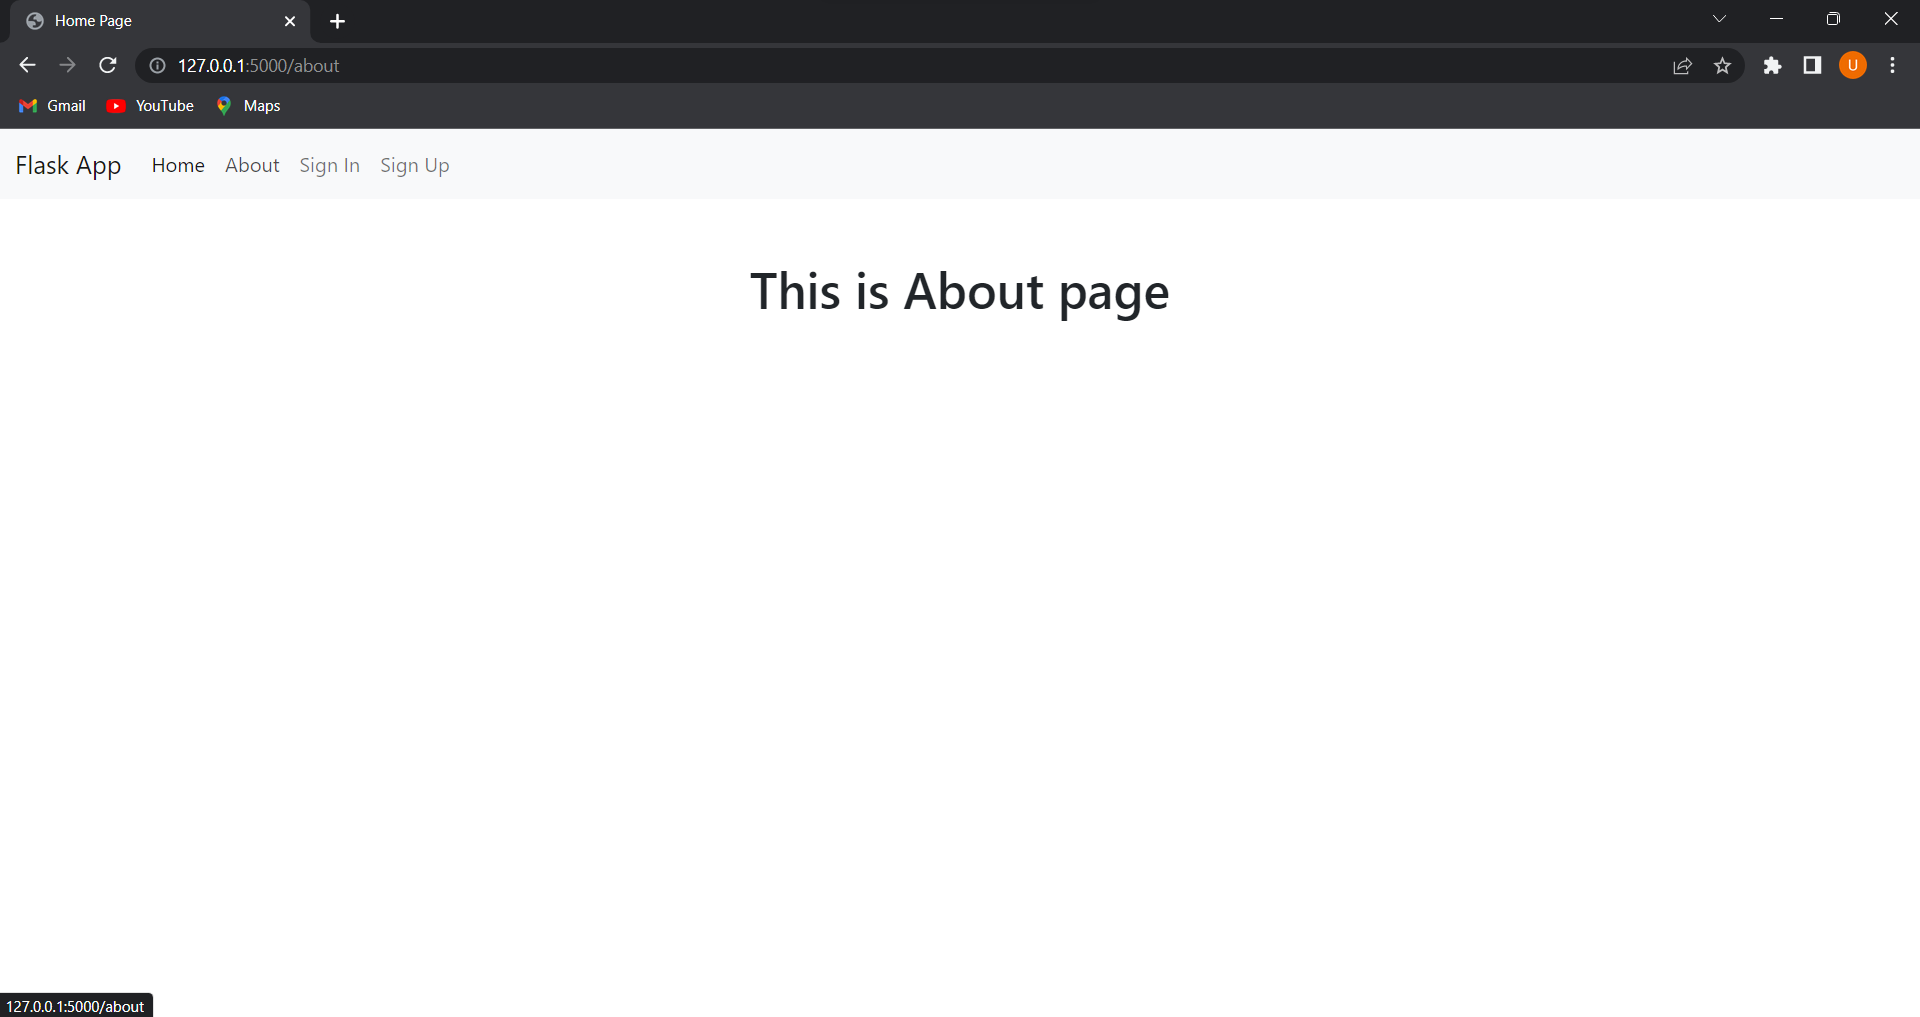 Home Page
127.0.0.1:5000/about
U
Gmail YouTube Maps
Flask App Home About Sign In Sign Up
This is About page
127.0.0.1:5000/about